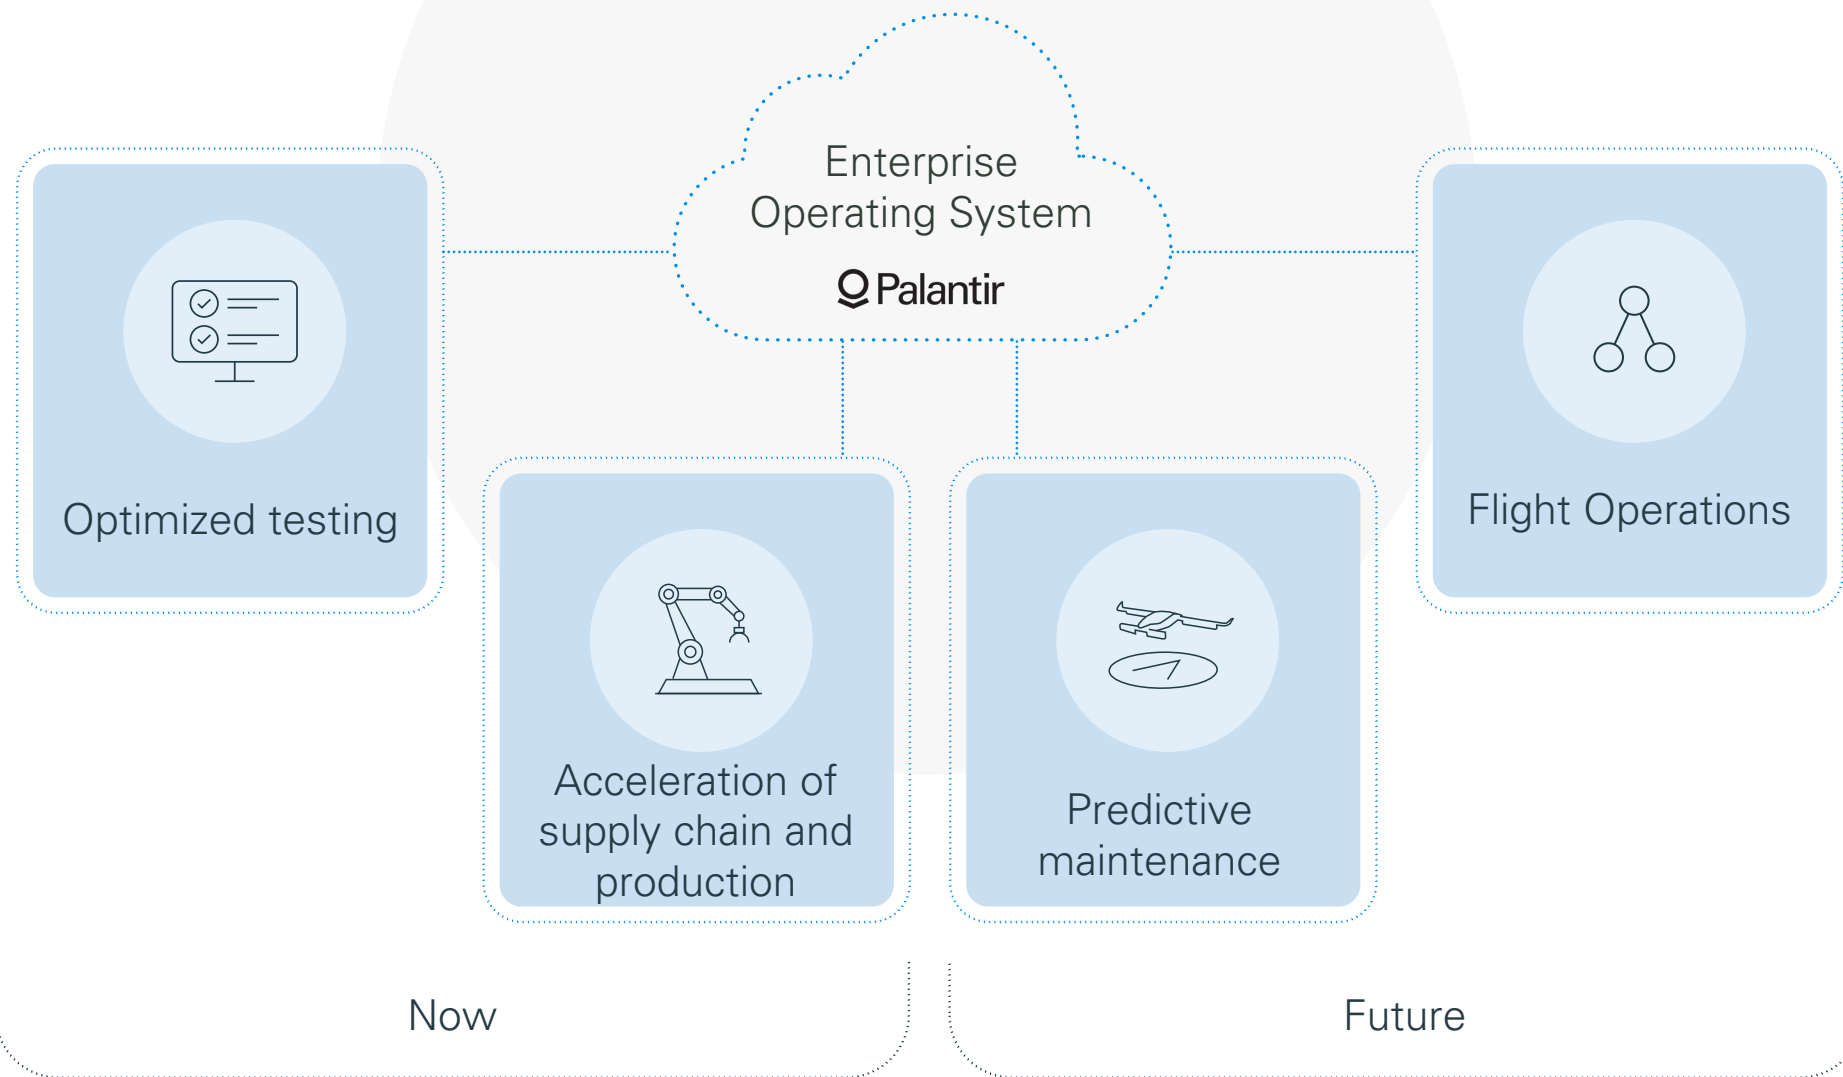 Enterprise
Operating System
Palantir
Optimized testing
Flight Operations
Acceleration of
supply chain and
production
Predictive
maintenance
Now
Future